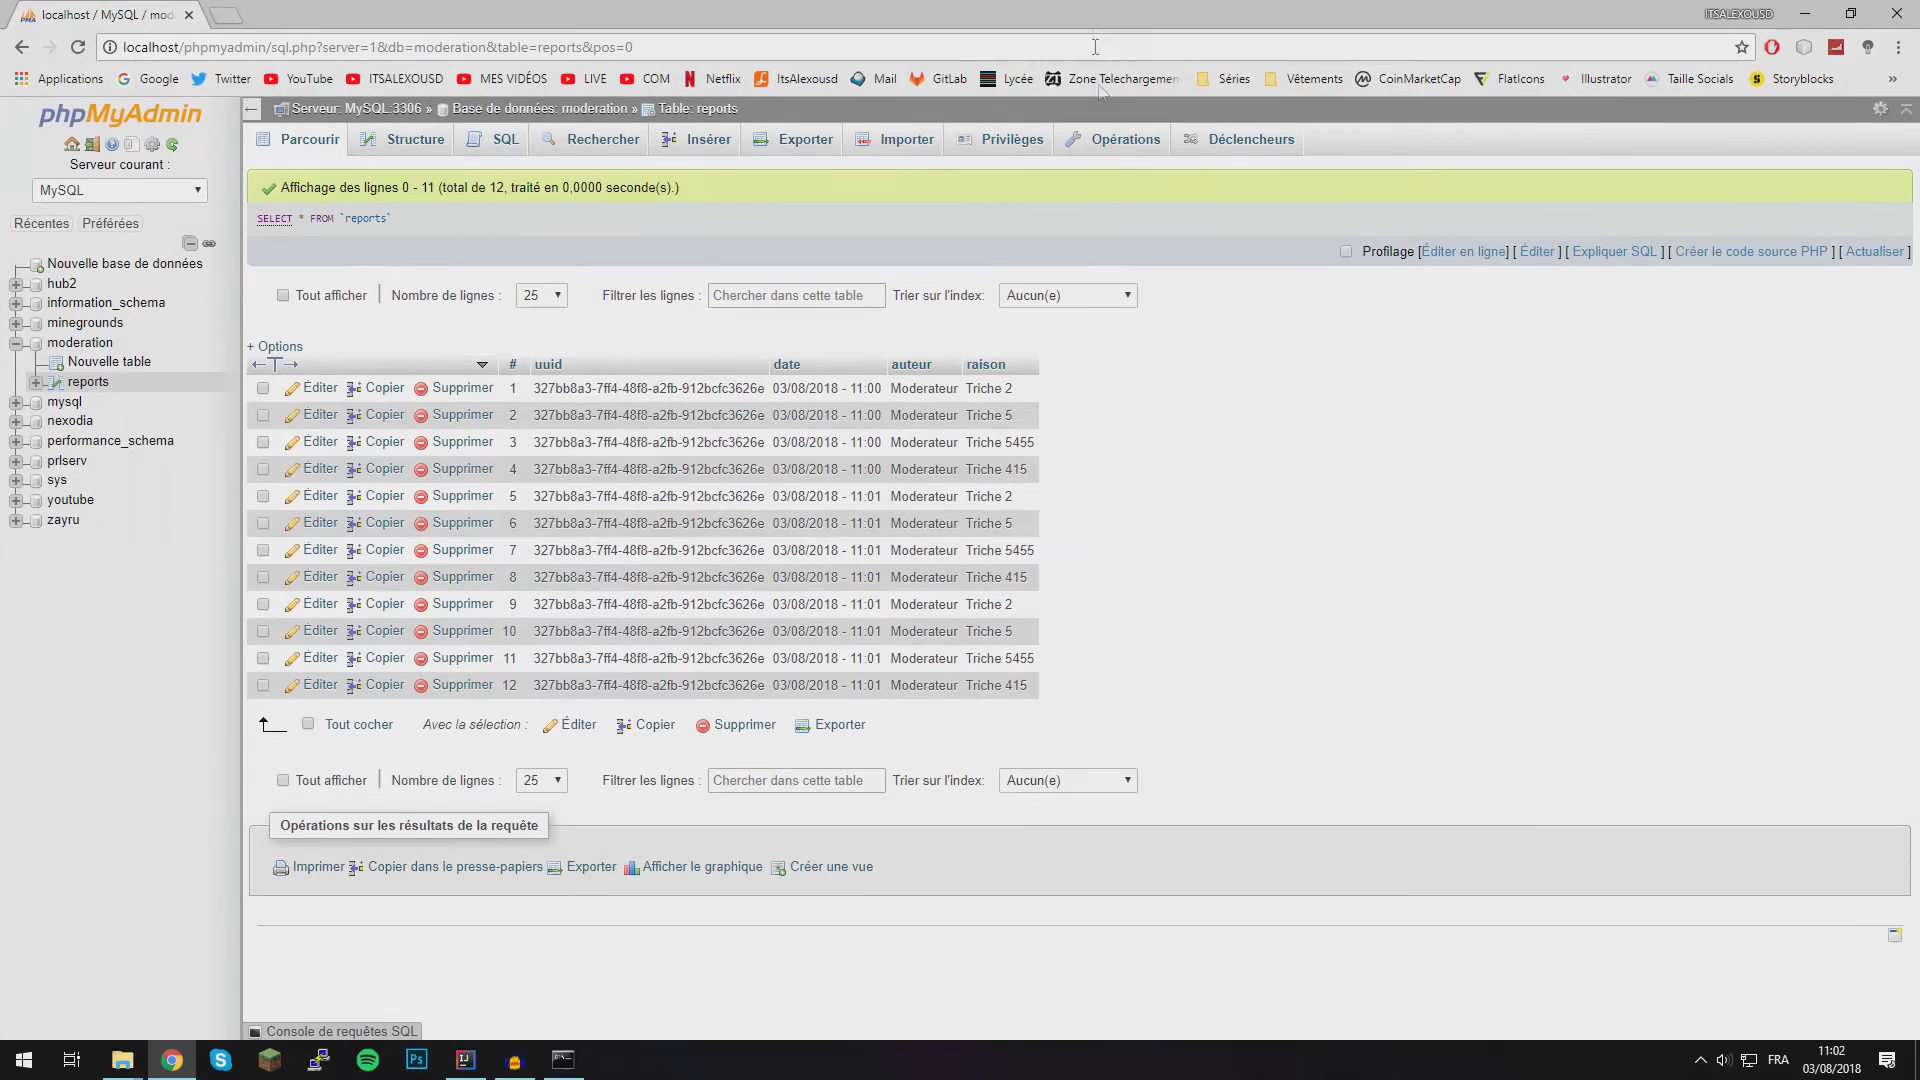 localhost / MySQL / mod
ITSALEXOUSD
localhost/phpmyadmin/sql.php?server=1&db=moderation&table=reports&pos=0
Applications Google Twitter YouTube ITSALEXOUSD MES VIDÉOS LIVE COM Netflix ItsAlexousd Mail GitLab Lycée Zone Telechargemen Séries Vêtements CoinMarketCap FlatIcons Illustrator Taille Socials Storyblocks »
phpMyAdmin
Serveur courant :
MySQL
Récentes Préférées
Nouvelle base de données
hub2
information_schema
minegrounds
moderation
Nouvelle table
reports
mysql
nexodia
performance_schema
prlserv
sys
youtube
zayru
Serveur: MySQL:3306 » Base de données: moderation » Table: reports
Parcourir Structure SQL Rechercher Insérer Exporter Importer Privilèges Opérations Déclencheurs
Affichage des lignes 0 - 11 (total de 12, traité en 0,0000 seconde(s).)
SELECT * FROM `reports`
Profilage [Éditer en ligne] [ Éditer ] [ Expliquer SQL ] [ Créer le code source PHP ] [ Actualiser ]
Tout afficher Nombre de lignes : 25 Filtrer les lignes : Chercher dans cette table Trier sur l'index: Aucun(e)
+ Options
# uuid date auteur raison
Éditer Copier Supprimer 1 327bb8a3-7ff4-48f8-a2fb-912bcfc3626e 03/08/2018 - 11:00 Moderateur Triche 2
Éditer Copier Supprimer 2 327bb8a3-7ff4-48f8-a2fb-912bcfc3626e 03/08/2018 - 11:00 Moderateur Triche 5
Éditer Copier Supprimer 3 327bb8a3-7ff4-48f8-a2fb-912bcfc3626e 03/08/2018 - 11:00 Moderateur Triche 5455
Éditer Copier Supprimer 4 327bb8a3-7ff4-48f8-a2fb-912bcfc3626e 03/08/2018 - 11:00 Moderateur Triche 415
Éditer Copier Supprimer 5 327bb8a3-7ff4-48f8-a2fb-912bcfc3626e 03/08/2018 - 11:01 Moderateur Triche 2
Éditer Copier Supprimer 6 327bb8a3-7ff4-48f8-a2fb-912bcfc3626e 03/08/2018 - 11:01 Moderateur Triche 5
Éditer Copier Supprimer 7 327bb8a3-7ff4-48f8-a2fb-912bcfc3626e 03/08/2018 - 11:01 Moderateur Triche 5455
Éditer Copier Supprimer 8 327bb8a3-7ff4-48f8-a2fb-912bcfc3626e 03/08/2018 - 11:01 Moderateur Triche 415
Éditer Copier Supprimer 9 327bb8a3-7ff4-48f8-a2fb-912bcfc3626e 03/08/2018 - 11:01 Moderateur Triche 2
Éditer Copier Supprimer 10 327bb8a3-7ff4-48f8-a2fb-912bcfc3626e 03/08/2018 - 11:01 Moderateur Triche 5
Éditer Copier Supprimer 11 327bb8a3-7ff4-48f8-a2fb-912bcfc3626e 03/08/2018 - 11:01 Moderateur Triche 5455
Éditer Copier Supprimer 12 327bb8a3-7ff4-48f8-a2fb-912bcfc3626e 03/08/2018 - 11:01 Moderateur Triche 415
Tout cocher Avec la sélection : Éditer Copier Supprimer Exporter
Tout afficher Nombre de lignes : 25 Filtrer les lignes : Chercher dans cette table Trier sur l'index: Aucun(e)
Opérations sur les résultats de la requête
Imprimer Copier dans le presse-papiers Exporter Afficher le graphique Créer une vue
Console de requêtes SQL
FRA
11:02
03/08/2018